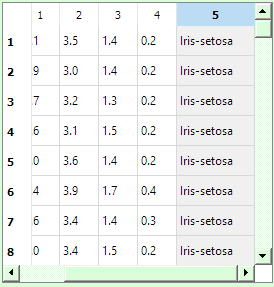 1 2 3 4 5
1 .1 3.5 1.4 0.2 Iris-setosa
2 .9 3.0 1.4 0.2 Iris-setosa
3 .7 3.2 1.3 0.2 Iris-setosa
4 .6 3.1 1.5 0.2 Iris-setosa
5 .0 3.6 1.4 0.2 Iris-setosa
6 .4 3.9 1.7 0.4 Iris-setosa
7 .6 3.4 1.4 0.3 Iris-setosa
8 .0 3.4 1.5 0.2 Iris-setosa